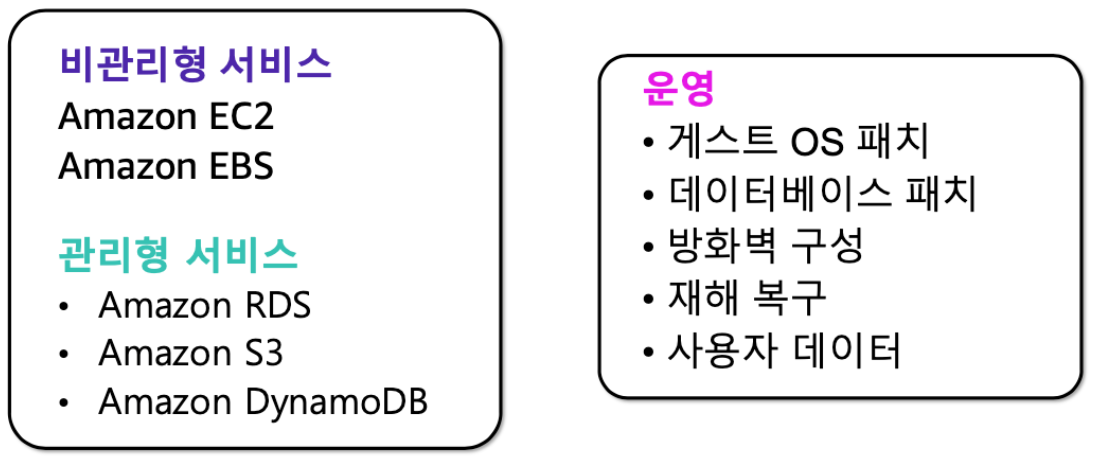 비관리형 서비스
Amazon EC2
Amazon EBS
관리형 서비스
• Amazon RDS
• Amazon S3
• Amazon DynamoDB
운영
• 게스트 OS 패치
• 데이터베이스 패치
• 방화벽 구성
• 재해 복구
• 사용자 데이터